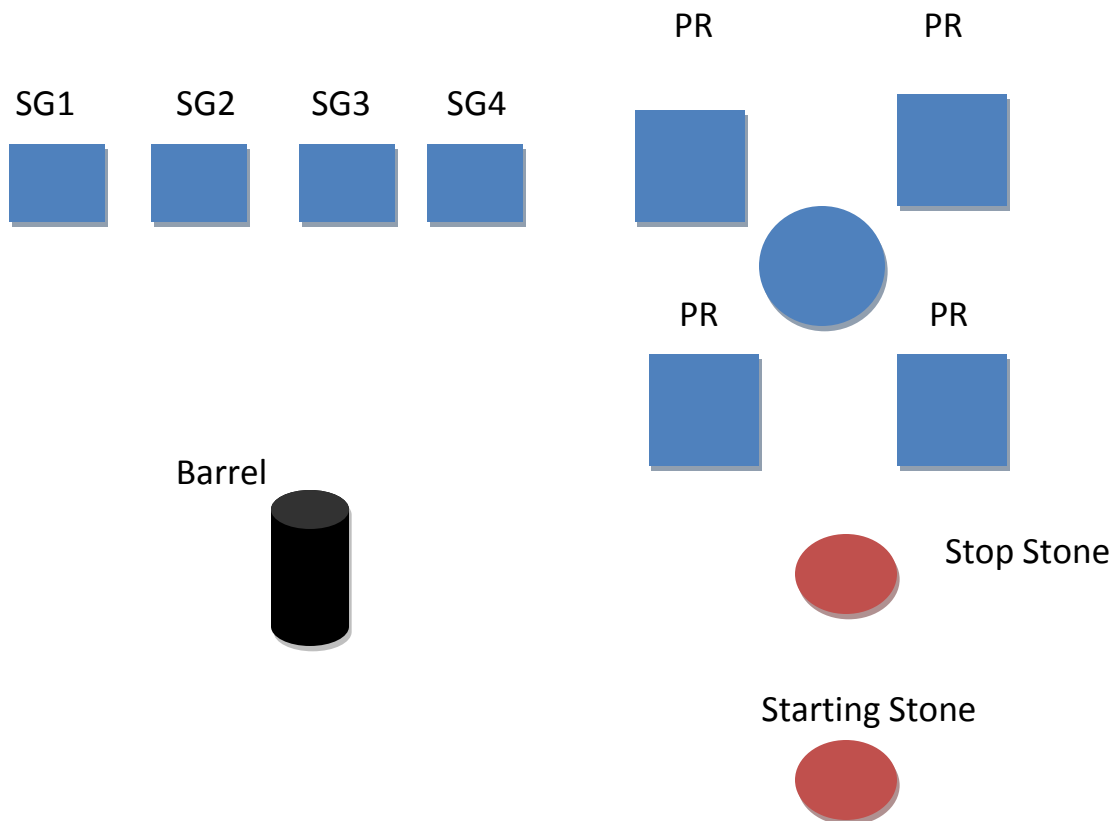 PR PR
SG1 SG2 SG3 SG4
PR PR
Barrel
Stop Stone
Starting Stone